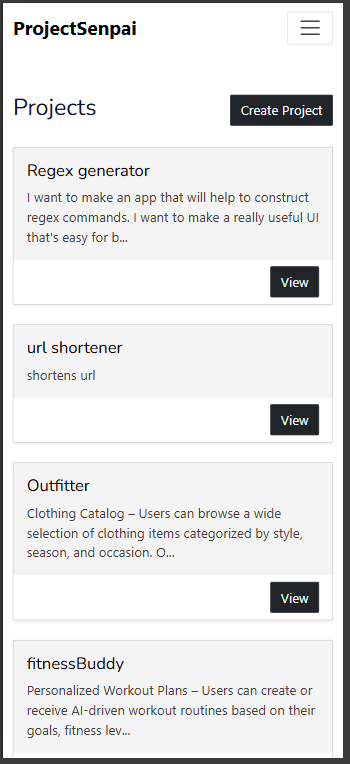 ProjectSenpai
Projects
Create Project
Regex generator
I want to make an app that will help to construct
regex commands. I want to make a really useful UI
that's easy for b...
View
url shortener
shortens url
View
Outfitter
Clothing Catalog – Users can browse a wide
selection of clothing items categorized by style,
season, and occasion. O...
View
fitnessBuddy
Personalized Workout Plans – Users can create or
receive AI-driven workout routines based on their
goals, fitness lev...